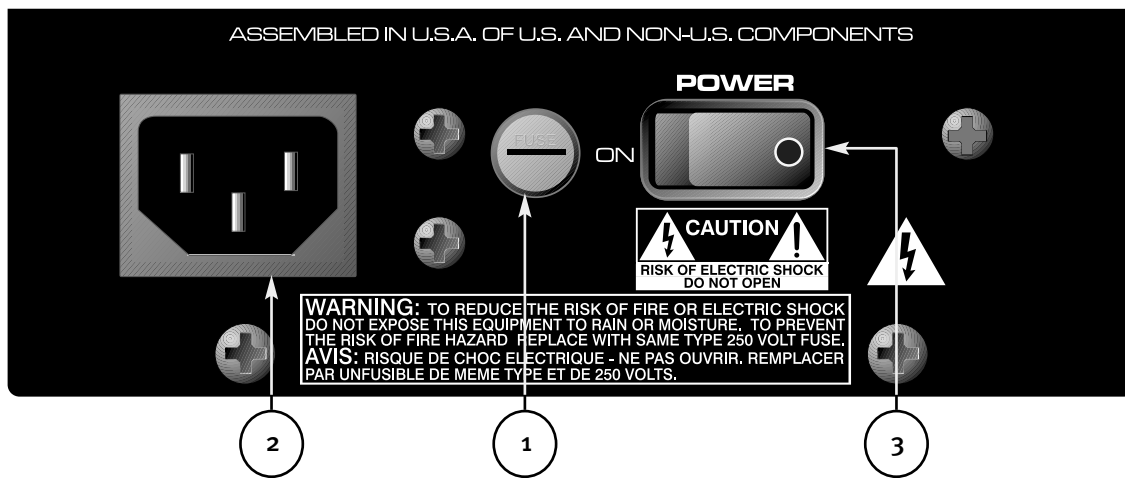 ASSEMBLED IN U.S.A. OF U.S. AND NON-U.S. COMPONENTS
POWER
FUSE
ON
CAUTION
RISK OF ELECTRIC SHOCK
DO NOT OPEN
WARNING: TO REDUCE THE RISK OF FIRE OR ELECTRIC SHOCK
DO NOT EXPOSE THIS EQUIPMENT TO RAIN OR MOISTURE. TO PREVENT
THE RISK OF FIRE HAZARD REPLACE WITH SAME TYPE 250 VOLT FUSE.
AVIS: RISQUE DE CHOC ELECTRIQUE - NE PAS OUVRIR. REMPLACER
PAR UNFUSIBLE DE MEME TYPE ET DE 250 VOLTS.
2
1
3